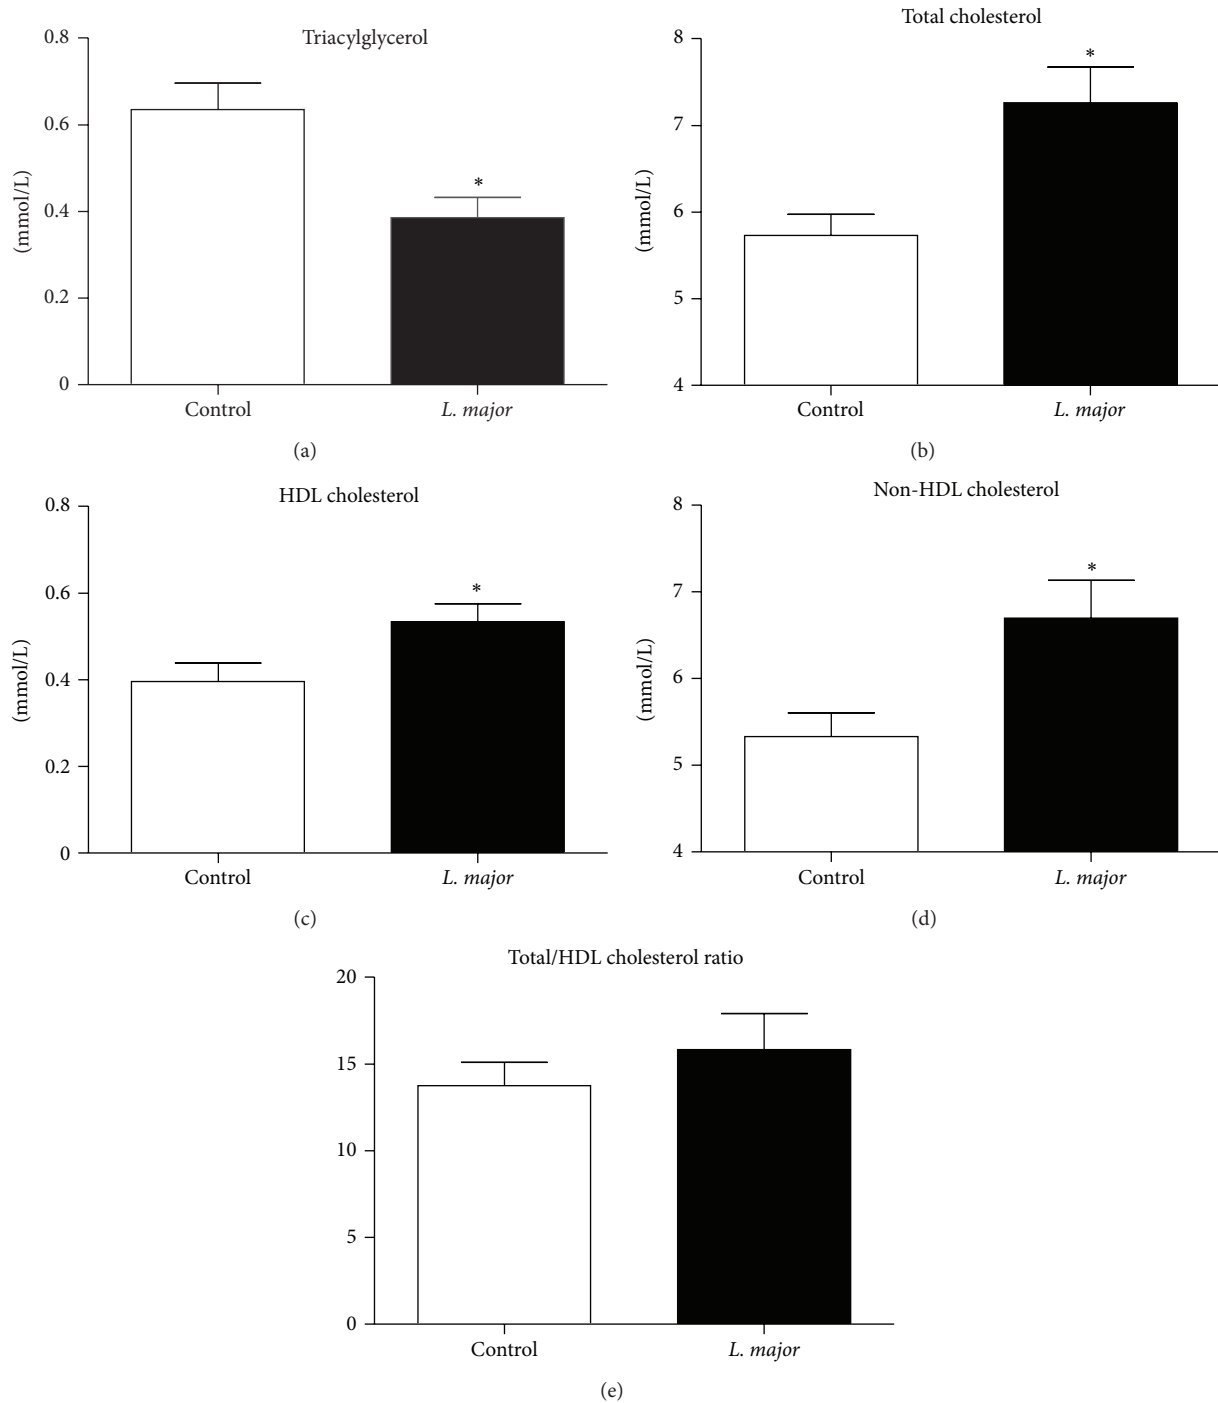 Triacylglycerol
0.8
0.6
0.4
0.2
0
(mmol/L)
*
Control
L. major
(a)
Total cholesterol
8
7
6
5
4
(mmol/L)
*
Control
L. major
(b)
HDL cholesterol
0.8
0.6
0.4
0.2
0
(mmol/L)
*
Control
L. major
(c)
Non-HDL cholesterol
8
7
6
5
4
(mmol/L)
*
Control
L. major
(d)
Total/HDL cholesterol ratio
20
15
10
5
0
Control
L. major
(e)